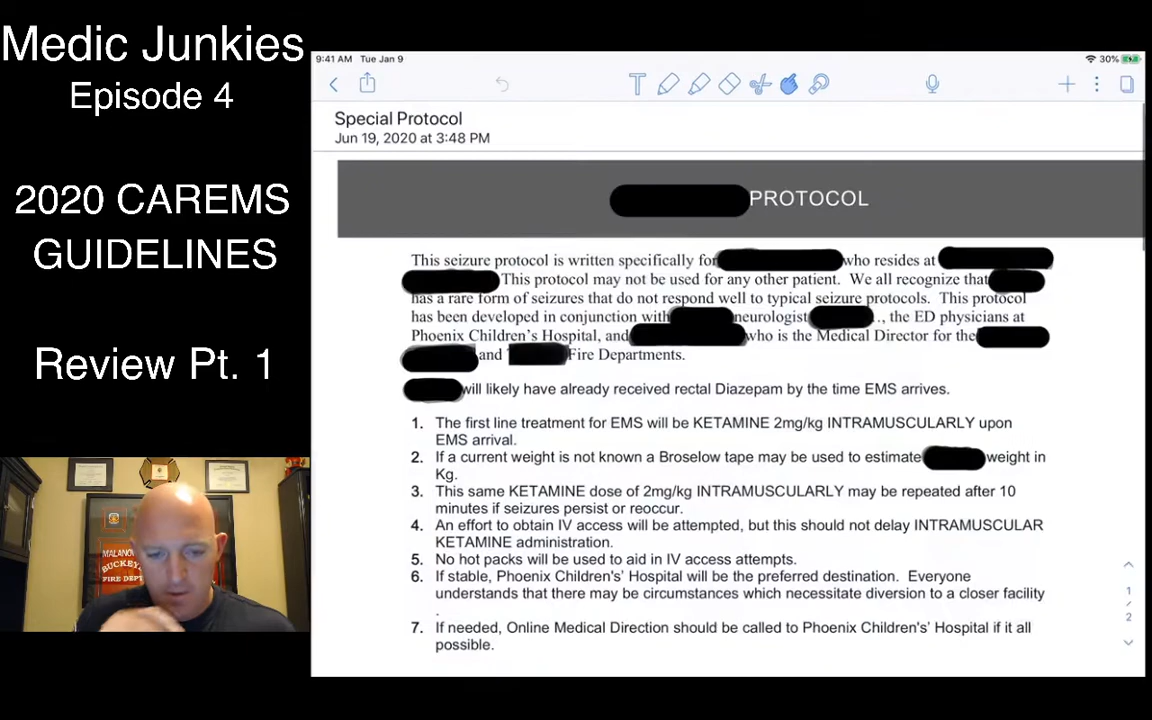 Medic Junkies
Episode 4
2020 CAREMS
GUIDELINES
Review Pt. 1
9:41 AM Tue Jan 9
30%
Special Protocol
Jun 19, 2020 at 3:48 PM
PROTOCOL
This seizure protocol is written specifically for who resides at
This protocol may not be used for any other patient. We all recognize that
has a rare form of seizures that do not respond well to typical seizure protocols. This protocol
has been developed in conjunction with neurologist ., the ED physicians at
Phoenix Children's Hospital, and who is the Medical Director for the
and Fire Departments.
will likely have already received rectal Diazepam by the time EMS arrives.
1. The first line treatment for EMS will be KETAMINE 2mg/kg INTRAMUSCULARLY upon
EMS arrival.
2. If a current weight is not known a Broselow tape may be used to estimate weight in
Kg.
3. This same KETAMINE dose of 2mg/kg INTRAMUSCULARLY may be repeated after 10
minutes if seizures persist or reoccur.
4. An effort to obtain IV access will be attempted, but this should not delay INTRAMUSCULAR
KETAMINE administration.
5. No hot packs will be used to aid in IV access attempts.
6. If stable, Phoenix Children's' Hospital will be the preferred destination. Everyone
understands that there may be circumstances which necessitate diversion to a closer facility
.
7. If needed, Online Medical Direction should be called to Phoenix Children's' Hospital if it all
possible.
1
/
2
BUCKEYE
FIRE DEPT